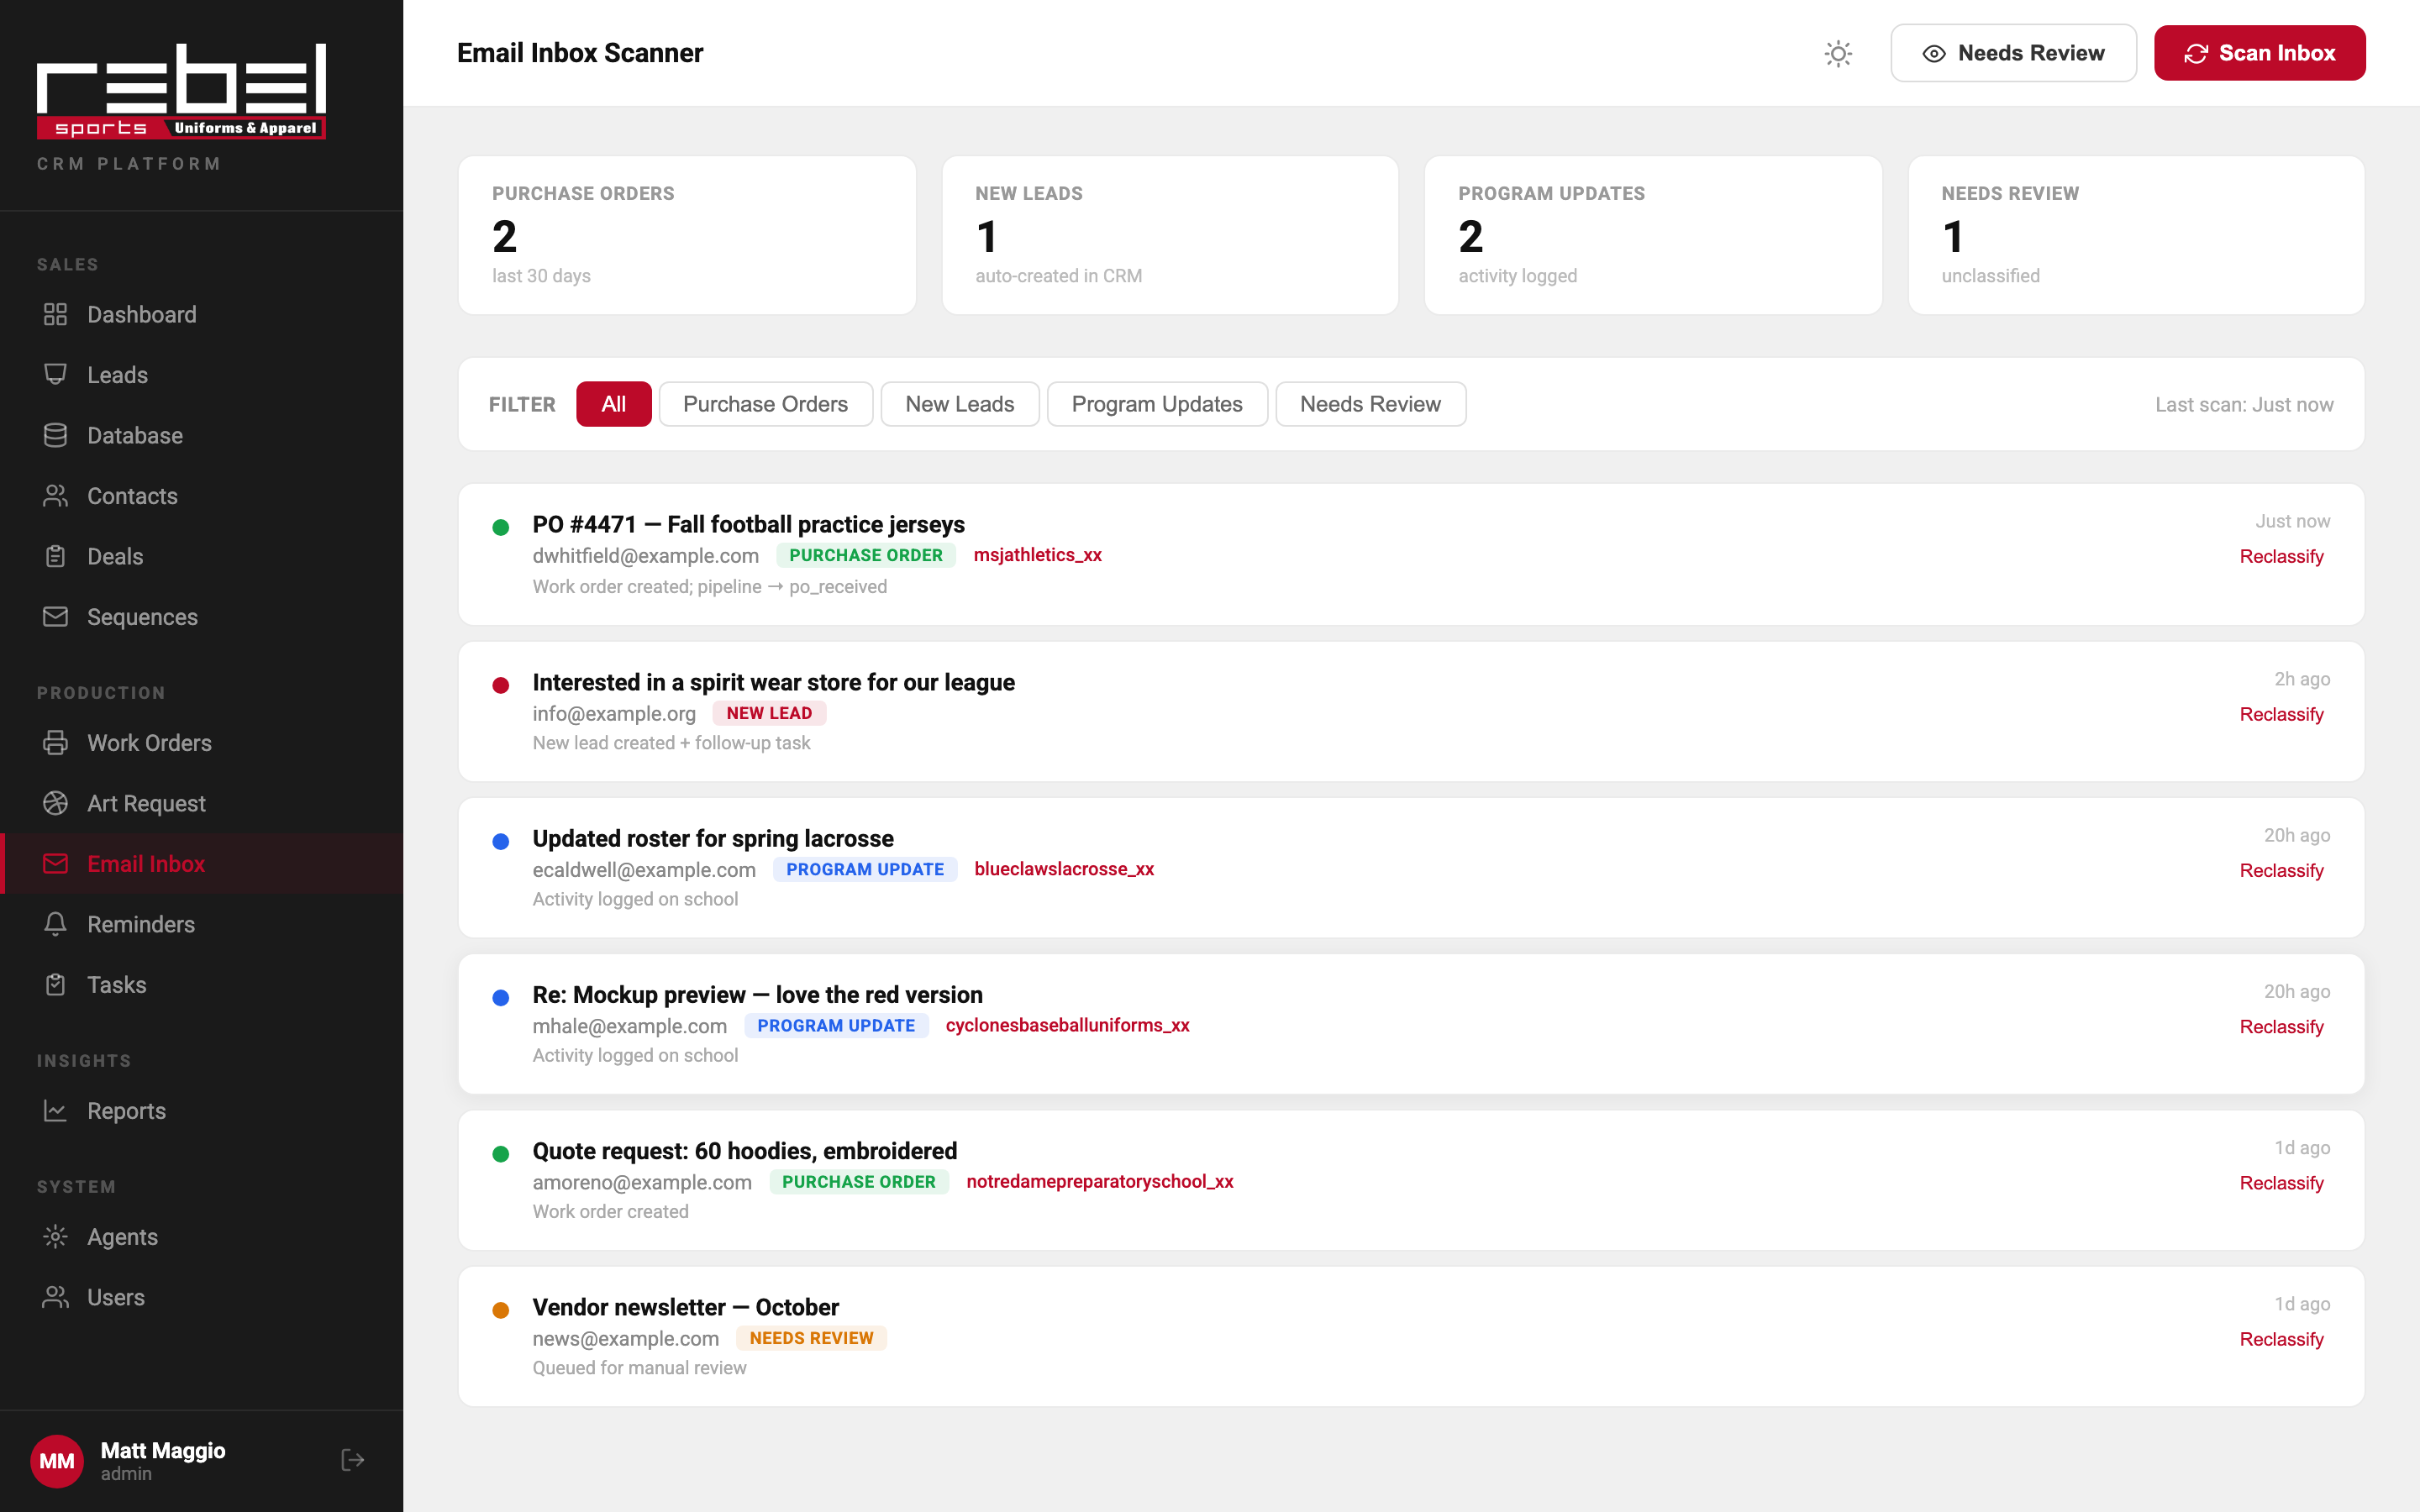 rebel
sports Uniforms & Apparel
CRM PLATFORM
SALES
Dashboard
Leads
Database
Contacts
Deals
Sequences
PRODUCTION
Work Orders
Art Request
Email Inbox
Reminders
Tasks
INSIGHTS
Reports
SYSTEM
Agents
Users
MM
Matt Maggio
admin
Email Inbox Scanner
Needs Review
Scan Inbox
PURCHASE ORDERS
2
last 30 days
NEW LEADS
1
auto-created in CRM
PROGRAM UPDATES
2
activity logged
NEEDS REVIEW
1
unclassified
FILTER All Purchase Orders New Leads Program Updates Needs Review Last scan: Just now
PO #4471 — Fall football practice jerseys Just now
dwhitfield@example.com PURCHASE ORDER msjathletics_xx Reclassify
Work order created; pipeline → po_received
Interested in a spirit wear store for our league 2h ago
info@example.org NEW LEAD Reclassify
New lead created + follow-up task
Updated roster for spring lacrosse 20h ago
ecaldwell@example.com PROGRAM UPDATE blueclawslacrosse_xx Reclassify
Activity logged on school
Re: Mockup preview — love the red version 20h ago
mhale@example.com PROGRAM UPDATE cyclonesbaseballuniforms_xx Reclassify
Activity logged on school
Quote request: 60 hoodies, embroidered 1d ago
amoreno@example.com PURCHASE ORDER notredamepreparatoryschool_xx Reclassify
Work order created
Vendor newsletter — October 1d ago
news@example.com NEEDS REVIEW Reclassify
Queued for manual review